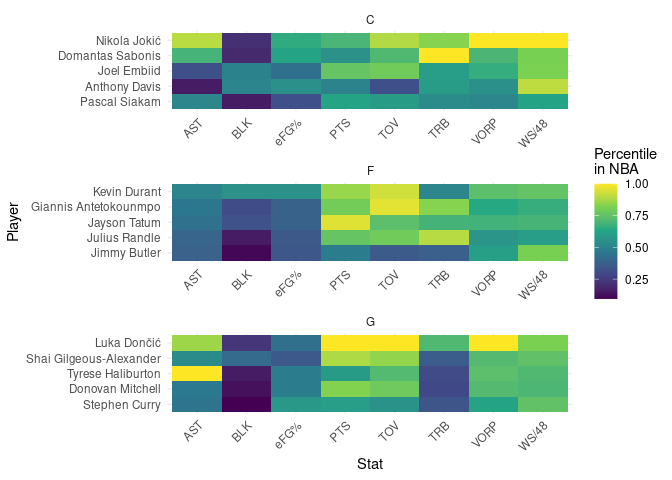 C
Nikola Jokić
Domantas Sabonis
Joel Embiid
Anthony Davis
Pascal Siakam
AST BLK eFG% PTS TOV TRB VORP WS/48
F
Kevin Durant
Giannis Antetokounmpo
Jayson Tatum
Julius Randle
Jimmy Butler
AST BLK eFG% PTS TOV TRB VORP WS/48
G
Luka Dončić
Shai Gilgeous-Alexander
Tyrese Haliburton
Donovan Mitchell
Stephen Curry
AST BLK eFG% PTS TOV TRB VORP WS/48
Stat
Player
Percentile
in NBA
1.00
0.75
0.50
0.25